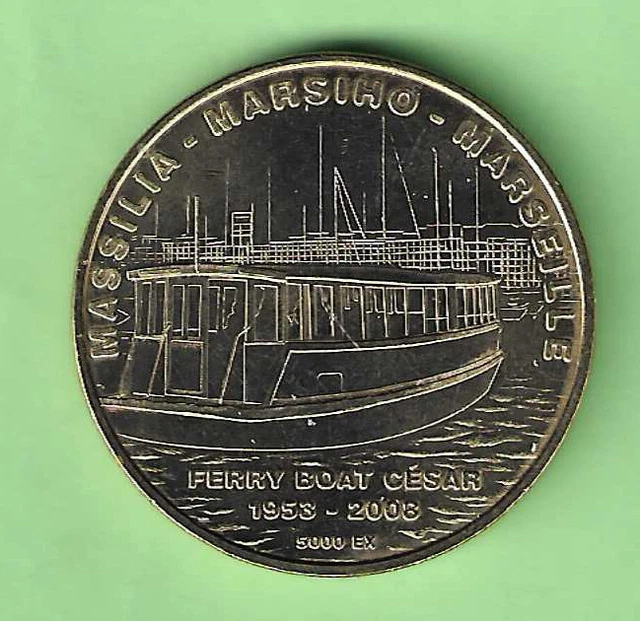 MASSILIA - MARSIHO - MARSEILLE
FERRY BOAT CÉSAR
1953 - 2008
5000 EX